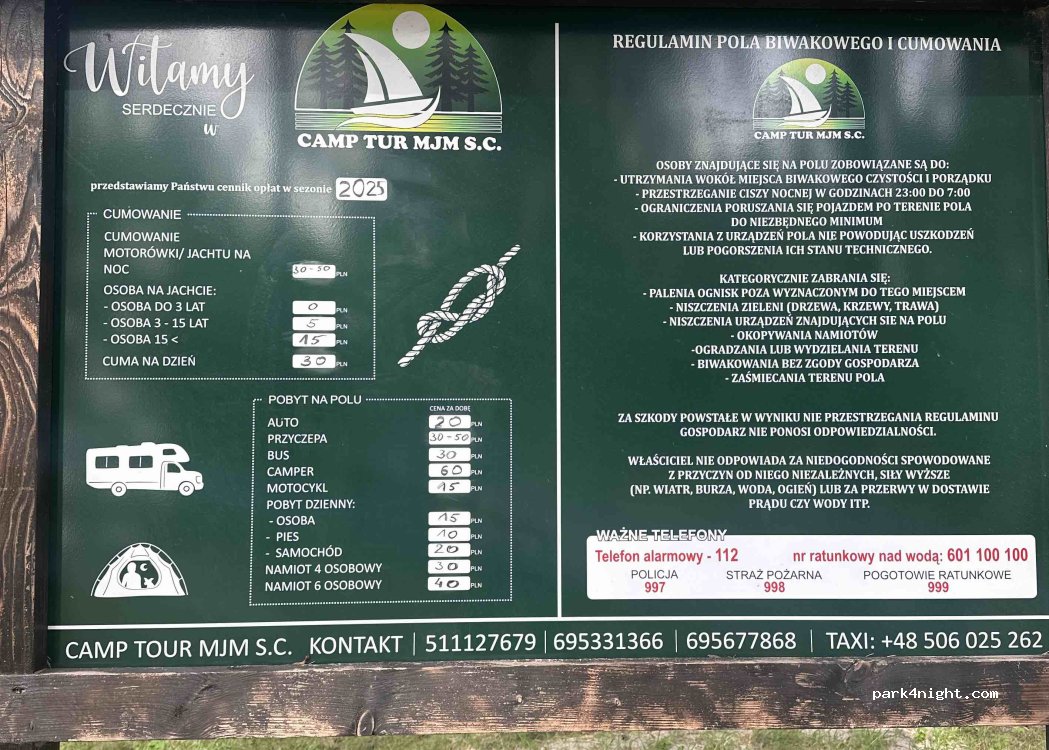 Witamy
SERDECZNIE
w
CAMP TUR MJM S.C.
przedstawiamy Państwu cennik opłat w sezonie 2025
CUMOWANIE
CUMOWANIE
MOTORÓWKI/ JACHTU NA
NOC 30-50 PLN
OSOBA NA JACHCIE:
- OSOBA DO 3 LAT 0 PLN
- OSOBA 3 - 15 LAT 5 PLN
- OSOBA 15 < 15 PLN
CUMA NA DZIEŃ 30 PLN
POBYT NA POLU
CENA ZA DOBĘ
AUTO 20 PLN
PRZYCZEPA 30-50 PLN
BUS 30 PLN
CAMPER 60 PLN
MOTOCYKL 15 PLN
POBYT DZIENNY:
- OSOBA 15 PLN
- PIES 10 PLN
- SAMOCHÓD 20 PLN
NAMIOT 4 OSOBOWY 30 PLN
NAMIOT 6 OSOBOWY 40 PLN
REGULAMIN POLA BIWAKOWEGO I CUMOWANIA
CAMP TUR MJM S.C.
OSOBY ZNAJDUJĄCE SIĘ NA POLU ZOBOWIĄZANE SĄ DO:
- UTRZYMANIA WOKÓŁ MIEJSCA BIWAKOWEGO CZYSTOŚCI I PORZĄDKU
- PRZESTRZEGANIE CISZY NOCNEJ W GODZINACH 23:00 DO 7:00
- OGRANICZENIA PORUSZANIA SIĘ POJAZDEM PO TERENIE POLA
DO NIEZBĘDNEGO MINIMUM
- KORZYSTANIA Z URZĄDZEŃ POLA NIE POWODUJĄC USZKODZEŃ
LUB POGORSZENIA ICH STANU TECHNICZNEGO.
KATEGORYCZNIE ZABRANIA SIĘ:
- PALENIA OGNISK POZA WYZNACZONYM DO TEGO MIEJSCEM
- NISZCZENIA ZIELENI (DRZEWA, KRZEWY, TRAWA)
- NISZCZENIA URZĄDZEŃ ZNAJDUJĄCYCH SIE NA POLU
- OKOPYWANIA NAMIOTÓW
-OGRADZANIA LUB WYDZIELANIA TERENU
- BIWAKOWANIA BEZ ZGODY GOSPODARZA
- ZAŚMIECANIA TERENU POLA
ZA SZKODY POWSTAŁE W WYNIKU NIE PRZESTRZEGANIA REGULAMINU
GOSPODARZ NIE PONOSI ODPOWIEDZIALNOŚCI.
WŁAŚCICIEL NIE ODPOWIADA ZA NIEDOGODNOŚCI SPOWODOWANE
Z PRZYCZYN OD NIEGO NIEZALEŻNYCH, SIŁY WYŻSZE
(NP. WIATR, BURZA, WODA, OGIEŃ) LUB ZA PRZERWY W DOSTAWIE
PRĄDU CZY WODY ITP.
WAŻNE TELEFONY
Telefon alarmowy - 112 nr ratunkowy nad wodą: 601 100 100
POLICJA STRAŻ POŻARNA POGOTOWIE RATUNKOWE
997 998 999
CAMP TOUR MJM S.C. KONTAKT | 511127679 | 695331366 | 695677868 | TAXI: +48 506 025 262
park4night.com